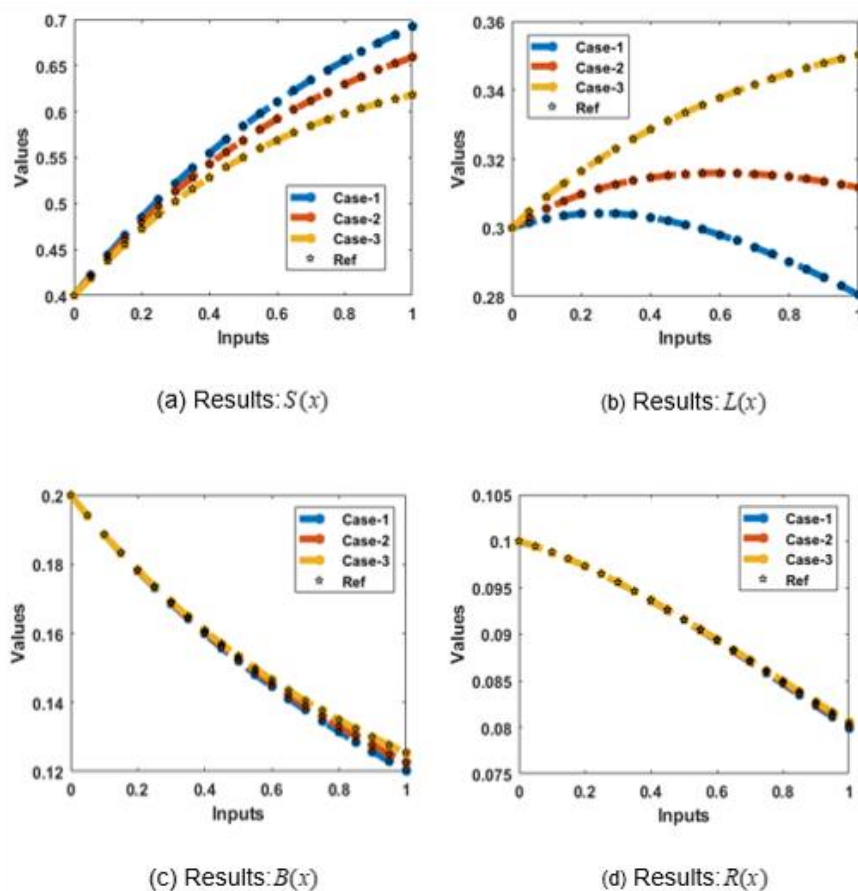 0.7
0.65
0.6
0.55
0.5
0.45
0.4
Values
Case-1
Case-2
Case-3
Ref
0 0.2 0.4 0.6 0.8 1
Inputs
(a) Results: S(x)
0.36
0.34
0.32
0.3
0.28
Values
Case-1
Case-2
Case-3
Ref
0 0.2 0.4 0.6 0.8 1
Inputs
(b) Results: L(x)
0.2
0.18
0.16
0.14
0.12
Values
Case-1
Case-2
Case-3
Ref
0 0.2 0.4 0.6 0.8 1
Inputs
(c) Results: B(x)
0.105
0.1
0.095
0.09
0.085
0.08
0.075
Values
Case-1
Case-2
Case-3
Ref
0 0.2 0.4 0.6 0.8 1
Inputs
(d) Results: R(x)